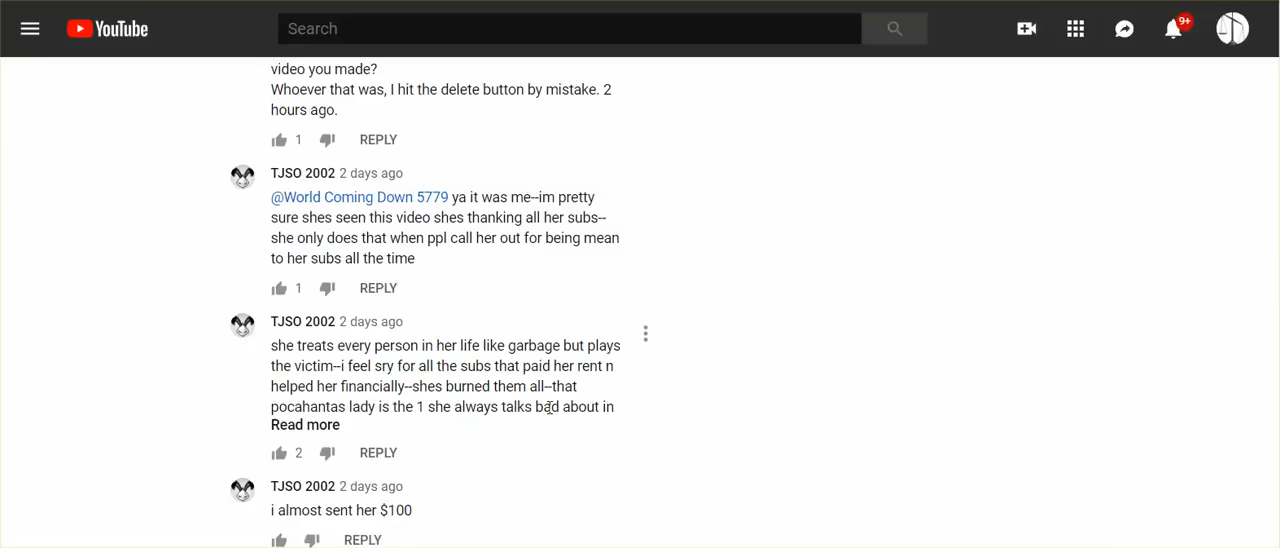 YouTube
Search
9+
video you made?
Whoever that was, I hit the delete button by mistake. 2
hours ago.
1 REPLY
TJSO 2002 2 days ago
@World Coming Down 5779 ya it was me--im pretty
sure shes seen this video shes thanking all her subs--
she only does that when ppl call her out for being mean
to her subs all the time
1 REPLY
TJSO 2002 2 days ago
she treats every person in her life like garbage but plays
the victim--i feel sry for all the subs that paid her rent n
helped her financially--shes burned them all--that
pocahantas lady is the 1 she always talks bad about in
Read more
2 REPLY
TJSO 2002 2 days ago
i almost sent her $100
REPLY